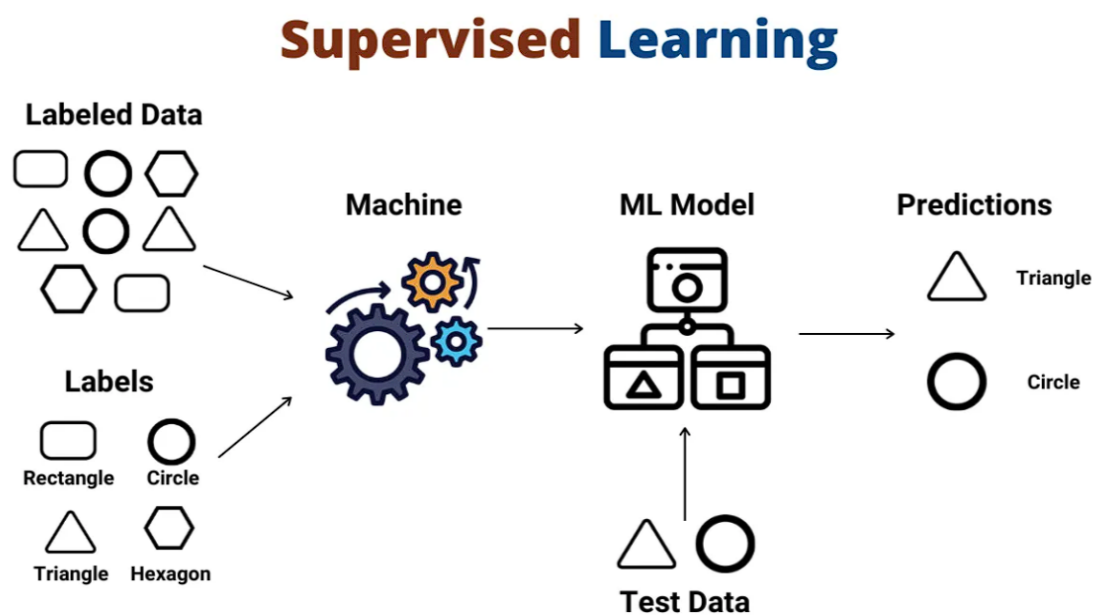 Supervised Learning
Labeled Data
Machine
ML Model
Predictions
Triangle
Circle
Labels
Rectangle Circle
Triangle Hexagon
Test Data